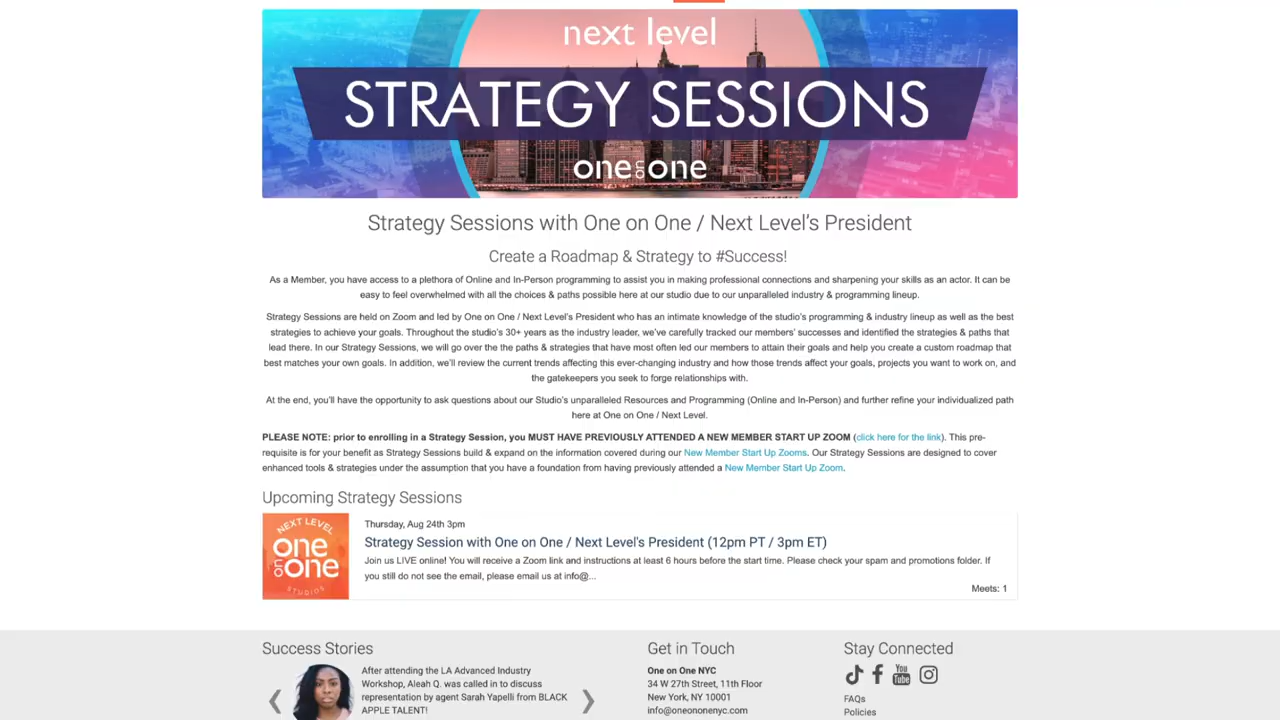 next level
STRATEGY SESSIONS
one on one
Strategy Sessions with One on One / Next Level's President
Create a Roadmap & Strategy to #Success!
As a Member, you have access to a plethora of Online and In-Person programming to assist you in making professional connections and sharpening your skills as an actor. It can be
easy to feel overwhelmed with all the choices & paths possible here at our studio due to our unparalleled industry & programming lineup.
Strategy Sessions are held on Zoom and led by One on One / Next Level's President who has an intimate knowledge of the studio's programming & industry lineup as well as the best
strategies to achieve your goals. Throughout the studio's 30+ years as the industry leader, we've carefully tracked our members' successes and identified the strategies & paths that
lead there. In our Strategy Sessions, we will go over the the paths & strategies that have most often led our members to attain their goals and help you create a custom roadmap that
best matches your own goals. In addition, we'll review the current trends affecting this ever-changing industry and how those trends affect your goals, projects you want to work on, and
the gatekeepers you seek to forge relationships with.
At the end, you'll have the opportunity to ask questions about our Studio's unparalleled Resources and Programming (Online and In-Person) and further refine your individualized path
here at One on One / Next Level.
PLEASE NOTE: prior to enrolling in a Strategy Session, you MUST HAVE PREVIOUSLY ATTENDED A NEW MEMBER START UP ZOOM (click here for the link). This pre-
requisite is for your benefit as Strategy Sessions build & expand on the information covered during our New Member Start Up Zooms. Our Strategy Sessions are designed to cover
enhanced tools & strategies under the assumption that you have a foundation from having previously attended a New Member Start Up Zoom.
Upcoming Strategy Sessions
NEXT LEVEL
one
on
one
STUDIOS
Thursday, Aug 24th 3pm
Strategy Session with One on One / Next Level's President (12pm PT / 3pm ET)
Join us LIVE online! You will receive a Zoom link and instructions at least 6 hours before the start time. Please check your spam and promotions folder. If
you still do not see the email, please email us at info@...
Meets: 1
Success Stories
After attending the LA Advanced Industry
Workshop, Aleah Q. was called in to discuss
representation by agent Sarah Yapelli from BLACK
APPLE TALENT!
Get in Touch
One on One NYC
34 W 27th Street, 11th Floor
New York, NY 10001
info@oneononenyc.com
Stay Connected
You
Tube
FAQs
Policies